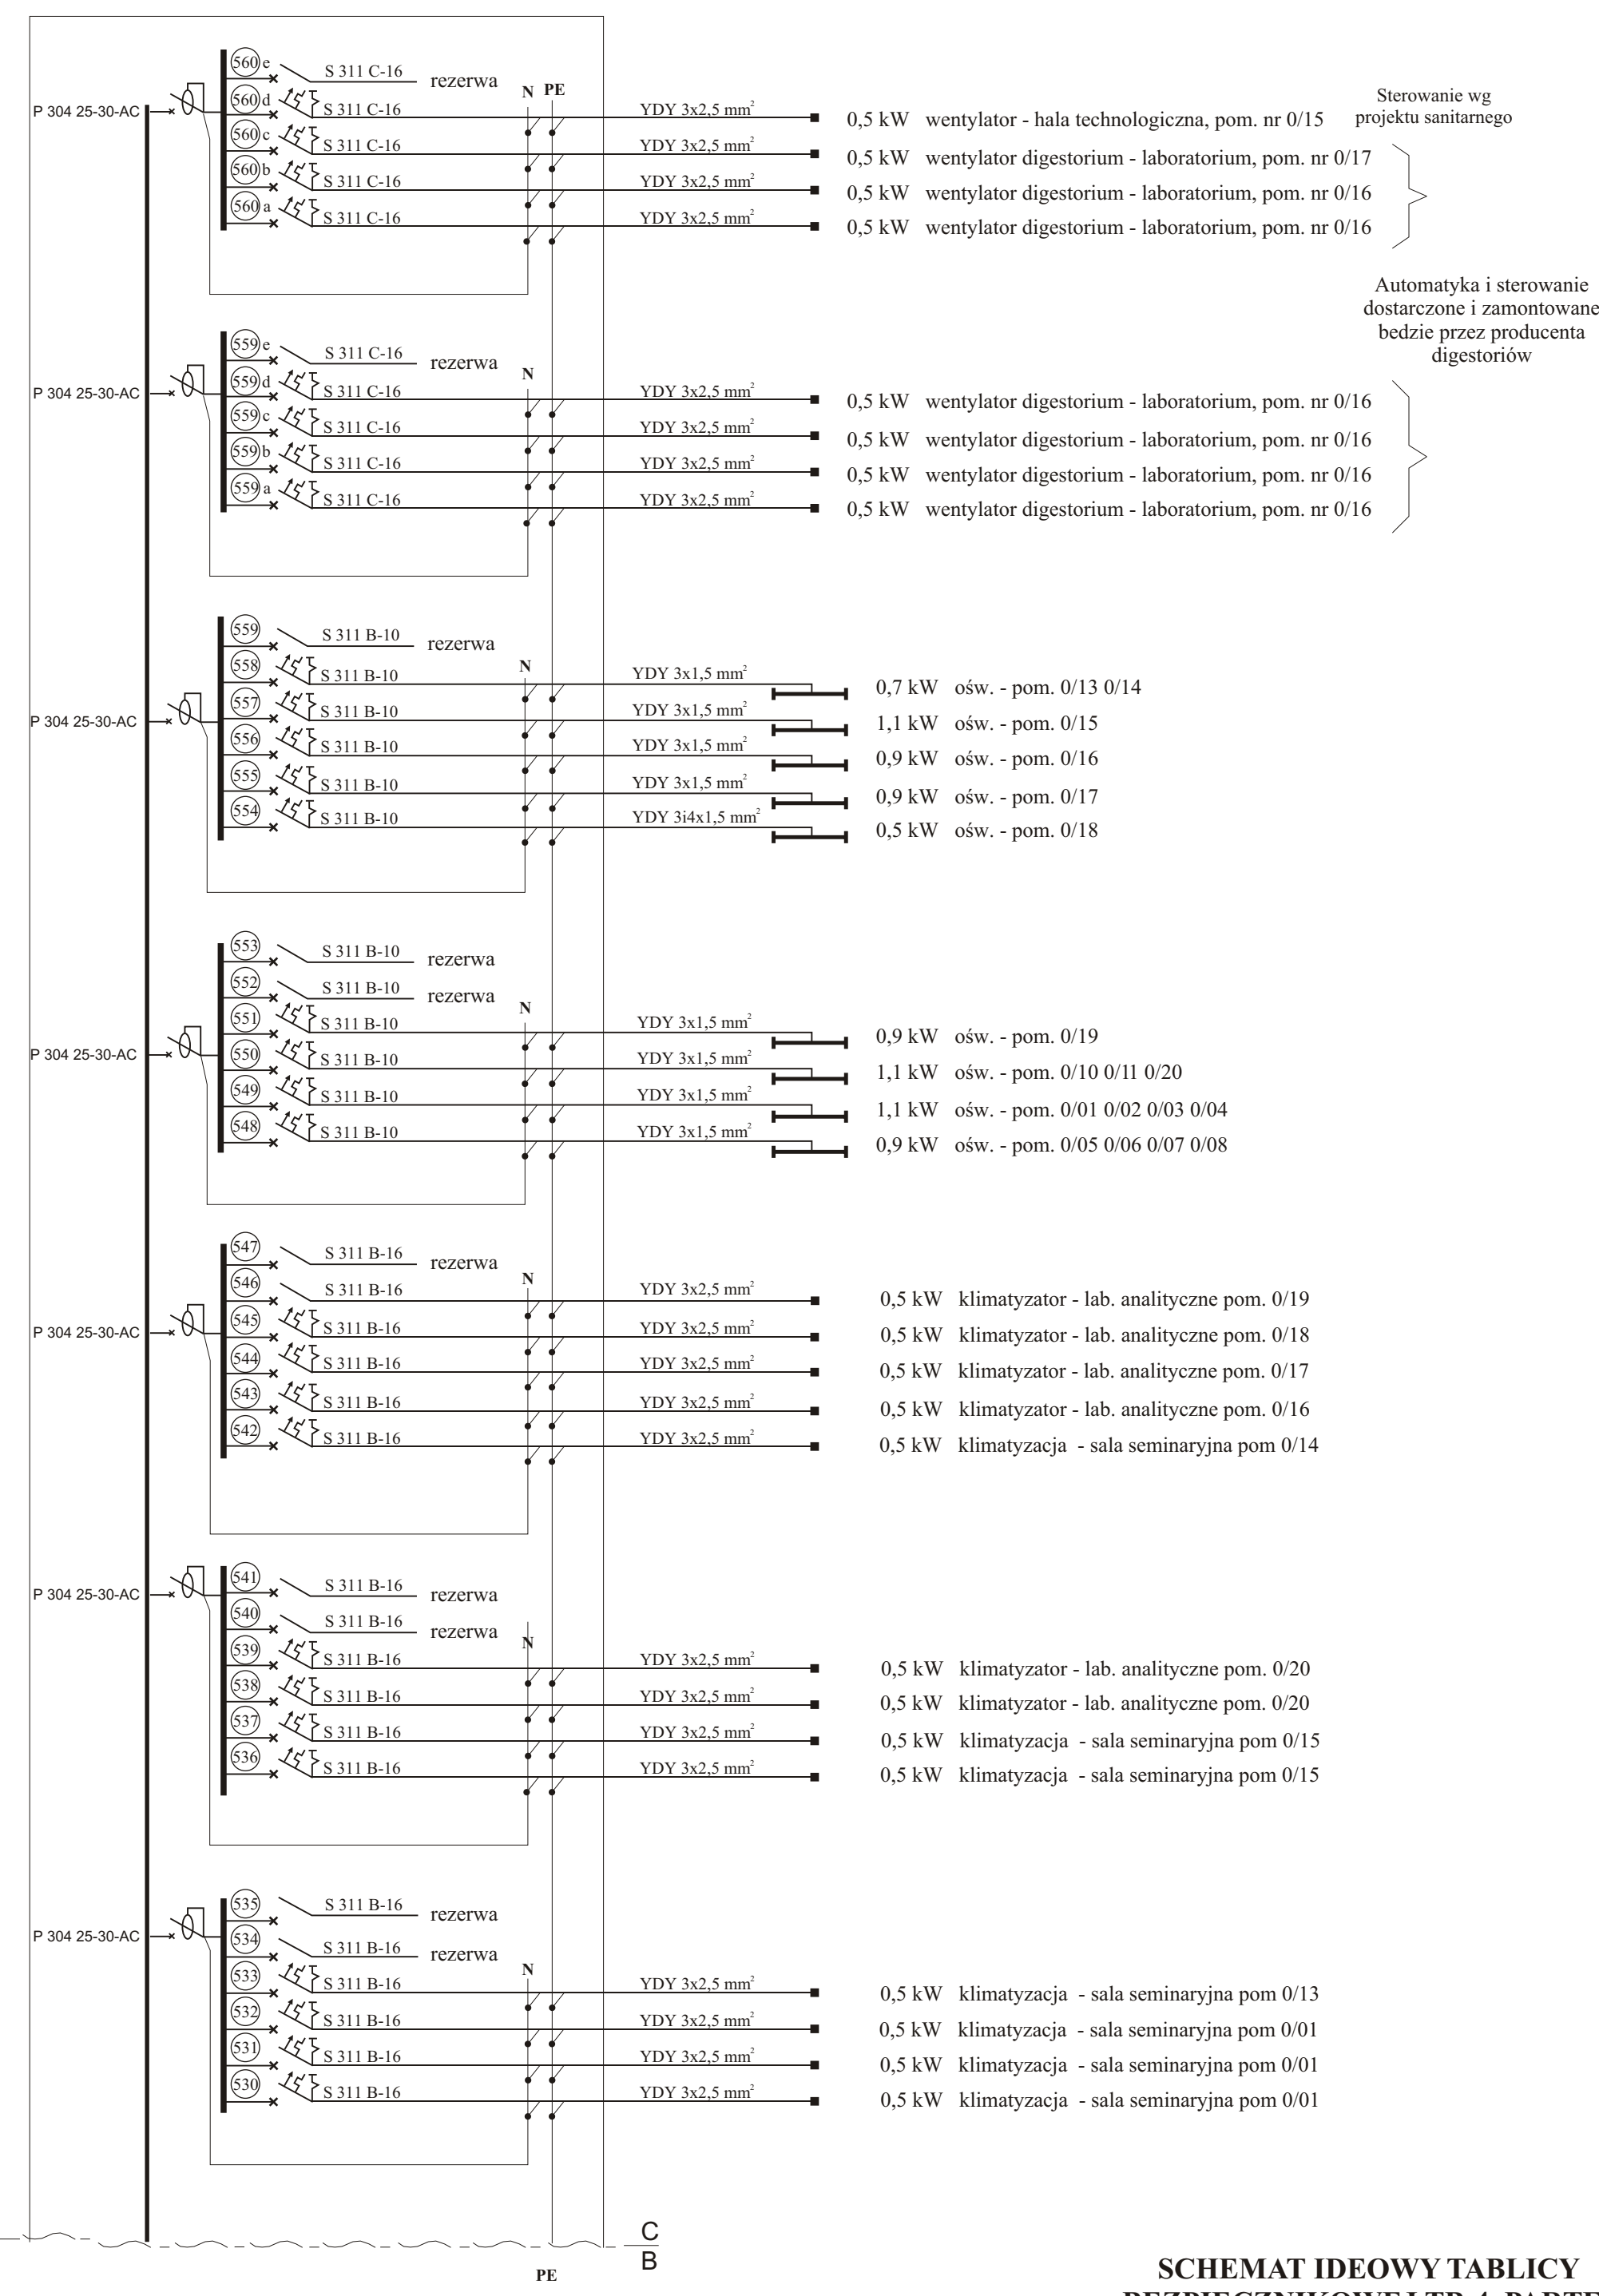 560 e S 311 C-16 rezerwa
N PE
P 304 25-30-AC
560 d S 311 C-16 YDY 3x2,5 mm² 0,5 kW wentylator - hala technologiczna, pom. nr 0/15
Sterowanie wg
projektu sanitarnego
560 c S 311 C-16 YDY 3x2,5 mm² 0,5 kW wentylator digestorium - laboratorium, pom. nr 0/17
560 b S 311 C-16 YDY 3x2,5 mm² 0,5 kW wentylator digestorium - laboratorium, pom. nr 0/16
560 a S 311 C-16 YDY 3x2,5 mm² 0,5 kW wentylator digestorium - laboratorium, pom. nr 0/16
Automatyka i sterowanie
dostarczone i zamontowane
bedzie przez producenta
digestoriów
559 e S 311 C-16 rezerwa
N
P 304 25-30-AC
559 d S 311 C-16 YDY 3x2,5 mm² 0,5 kW wentylator digestorium - laboratorium, pom. nr 0/16
559 c S 311 C-16 YDY 3x2,5 mm² 0,5 kW wentylator digestorium - laboratorium, pom. nr 0/16
559 b S 311 C-16 YDY 3x2,5 mm² 0,5 kW wentylator digestorium - laboratorium, pom. nr 0/16
559 a S 311 C-16 YDY 3x2,5 mm² 0,5 kW wentylator digestorium - laboratorium, pom. nr 0/16
559 S 311 B-10 rezerwa
N
558 S 311 B-10 YDY 3x1,5 mm² 0,7 kW ośw. - pom. 0/13 0/14
P 304 25-30-AC
557 S 311 B-10 YDY 3x1,5 mm² 1,1 kW ośw. - pom. 0/15
556 S 311 B-10 YDY 3x1,5 mm² 0,9 kW ośw. - pom. 0/16
555 S 311 B-10 YDY 3x1,5 mm² 0,9 kW ośw. - pom. 0/17
554 S 311 B-10 YDY 3i4x1,5 mm² 0,5 kW ośw. - pom. 0/18
553 S 311 B-10 rezerwa
552 S 311 B-10 rezerwa
N
551 S 311 B-10 YDY 3x1,5 mm² 0,9 kW ośw. - pom. 0/19
P 304 25-30-AC
550 S 311 B-10 YDY 3x1,5 mm² 1,1 kW ośw. - pom. 0/10 0/11 0/20
549 S 311 B-10 YDY 3x1,5 mm² 1,1 kW ośw. - pom. 0/01 0/02 0/03 0/04
548 S 311 B-10 YDY 3x1,5 mm² 0,9 kW ośw. - pom. 0/05 0/06 0/07 0/08
547 S 311 B-16 rezerwa
N
546 S 311 B-16 YDY 3x2,5 mm² 0,5 kW klimatyzator - lab. analityczne pom. 0/19
P 304 25-30-AC
545 S 311 B-16 YDY 3x2,5 mm² 0,5 kW klimatyzator - lab. analityczne pom. 0/18
544 S 311 B-16 YDY 3x2,5 mm² 0,5 kW klimatyzator - lab. analityczne pom. 0/17
543 S 311 B-16 YDY 3x2,5 mm² 0,5 kW klimatyzator - lab. analityczne pom. 0/16
542 S 311 B-16 YDY 3x2,5 mm² 0,5 kW klimatyzacja - sala seminaryjna pom 0/14
P 304 25-30-AC
541 S 311 B-16 rezerwa
540 S 311 B-16 rezerwa
N
539 S 311 B-16 YDY 3x2,5 mm² 0,5 kW klimatyzator - lab. analityczne pom. 0/20
538 S 311 B-16 YDY 3x2,5 mm² 0,5 kW klimatyzator - lab. analityczne pom. 0/20
537 S 311 B-16 YDY 3x2,5 mm² 0,5 kW klimatyzacja - sala seminaryjna pom 0/15
536 S 311 B-16 YDY 3x2,5 mm² 0,5 kW klimatyzacja - sala seminaryjna pom 0/15
535 S 311 B-16 rezerwa
P 304 25-30-AC
534 S 311 B-16 rezerwa
N
533 S 311 B-16 YDY 3x2,5 mm² 0,5 kW klimatyzacja - sala seminaryjna pom 0/13
532 S 311 B-16 YDY 3x2,5 mm² 0,5 kW klimatyzacja - sala seminaryjna pom 0/01
531 S 311 B-16 YDY 3x2,5 mm² 0,5 kW klimatyzacja - sala seminaryjna pom 0/01
530 S 311 B-16 YDY 3x2,5 mm² 0,5 kW klimatyzacja - sala seminaryjna pom 0/01
C
B
PE
SCHEMAT IDEOWY TABLICY